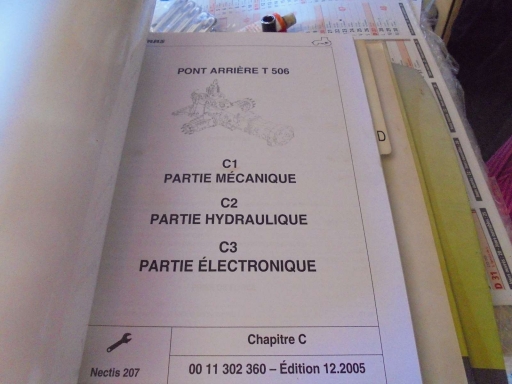 PONT ARRIÈRE T 506
C1
PARTIE MÉCANIQUE
C2
PARTIE HYDRAULIQUE
C3
PARTIE ÉLECTRONIQUE
Chapitre C
Nectis 207
00 11 302 360 – Édition 12.2005
D
D 31